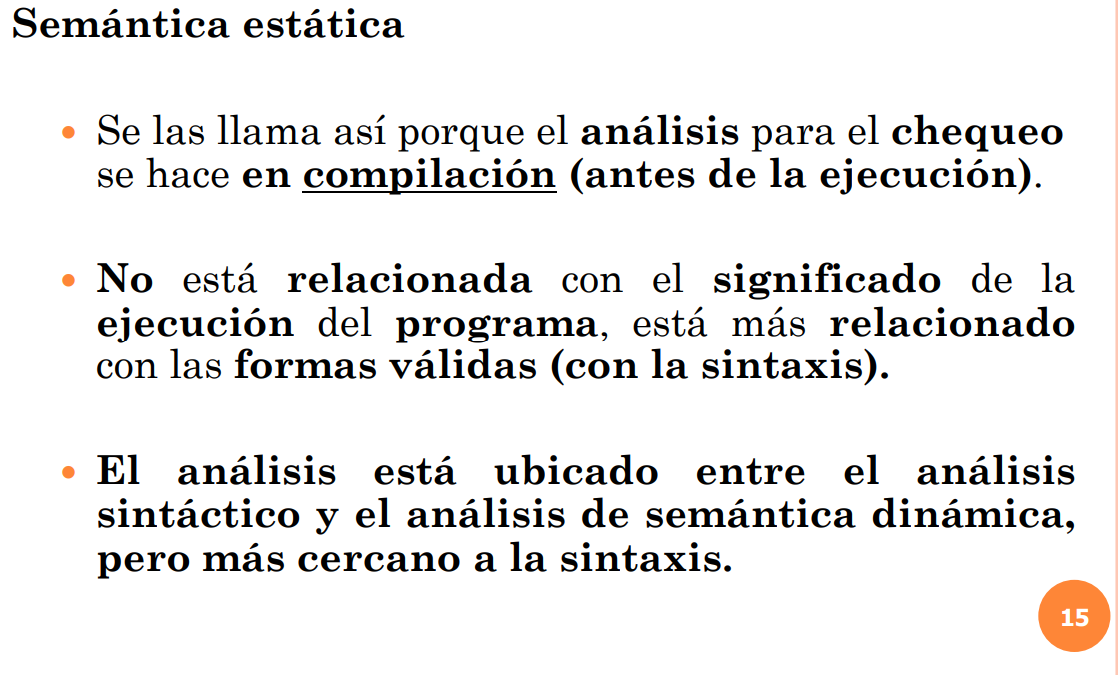 Semántica estática
• Se las llama así porque el análisis para el chequeo
se hace en compilación (antes de la ejecución).
• No está relacionada con el significado de la
ejecución del programa, está más relacionado
con las formas válidas (con la sintaxis).
• El análisis está ubicado entre el análisis
sintáctico y el análisis de semántica dinámica,
pero más cercano a la sintaxis.
15